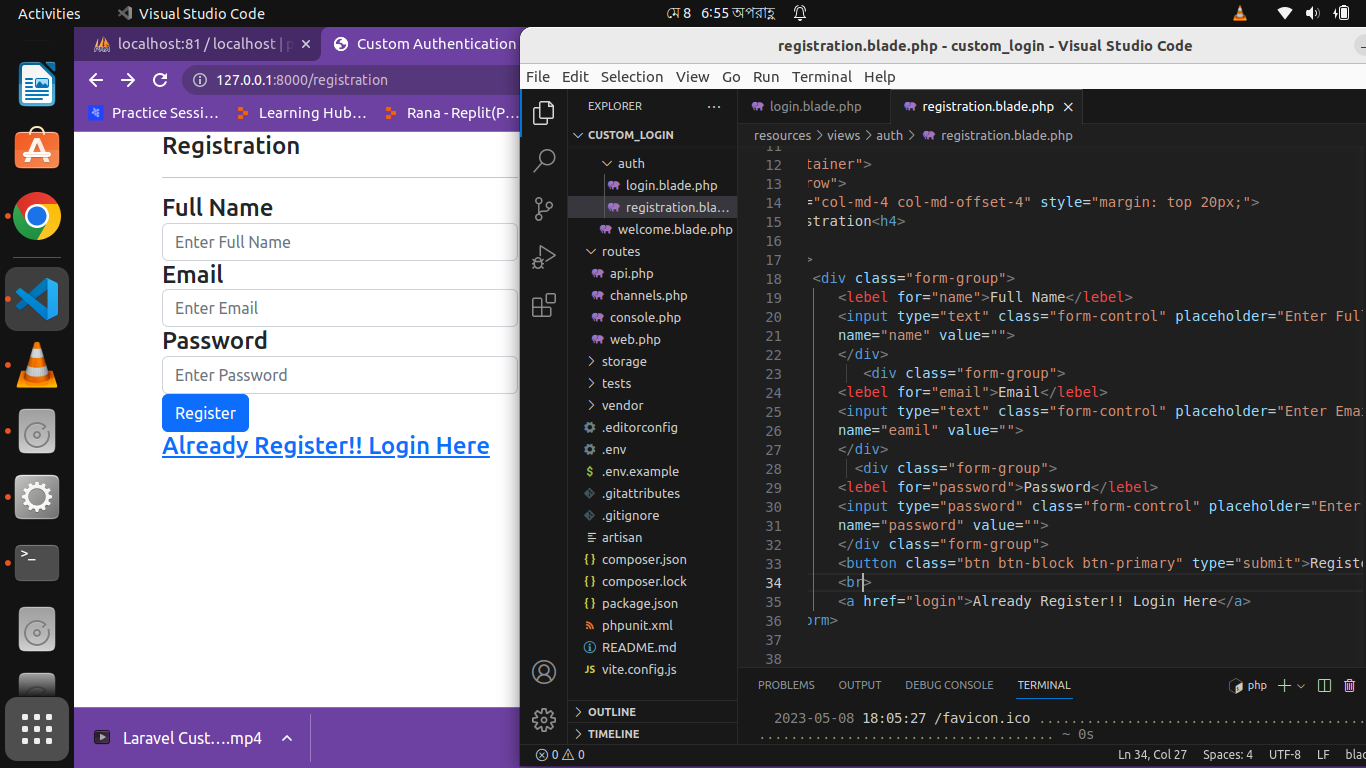 Activities
Visual Studio Code
মে 8 6:55 অপরাহ্ণ
localhost:81 / localhost | p
Custom Authentication
127.0.0.1:8000/registration
Practice Sessi…
Learning Hub…
Rana - Replit(P…
Registration
Full Name
Enter Full Name
Email
Enter Email
Password
Enter Password
Register
Already Register!! Login Here
Laravel Cust….mp4
registration.blade.php - custom_login - Visual Studio Code
File Edit Selection View Go Run Terminal Help
EXPLORER
CUSTOM_LOGIN
auth
login.blade.php
registration.bla...
welcome.blade.php
routes
api.php
channels.php
console.php
web.php
storage
tests
vendor
.editorconfig
.env
.env.example
.gitattributes
.gitignore
artisan
composer.json
composer.lock
package.json
phpunit.xml
README.md
vite.config.js
OUTLINE
TIMELINE
login.blade.php
registration.blade.php
resources > views > auth > registration.blade.php
11
12 tainer">
13 row">
14 ="col-md-4 col-md-offset-4" style="margin: top 20px;">
15 stration<h4>
16
17 >
18 <div class="form-group">
19 <lebel for="name">Full Name</lebel>
20 <input type="text" class="form-control" placeholder="Enter Full
21 name="name" value="">
22 </div>
23 <div class="form-group">
24 <lebel for="email">Email</lebel>
25 <input type="text" class="form-control" placeholder="Enter Emai
26 name="eamil" value="">
27 </div>
28 <div class="form-group">
29 <lebel for="password">Password</lebel>
30 <input type="password" class="form-control" placeholder="Enter
31 name="password" value="">
32 </div class="form-group">
33 <button class="btn btn-block btn-primary" type="submit">Registe
34 <br>
35 <a href="login">Already Register!! Login Here</a>
36 orm>
37
38
PROBLEMS OUTPUT DEBUG CONSOLE TERMINAL
php
2023-05-08 18:05:27 /favicon.ico .......................................
................................... ~ 0s
0 0
Ln 34, Col 27 Spaces: 4 UTF-8 LF blad